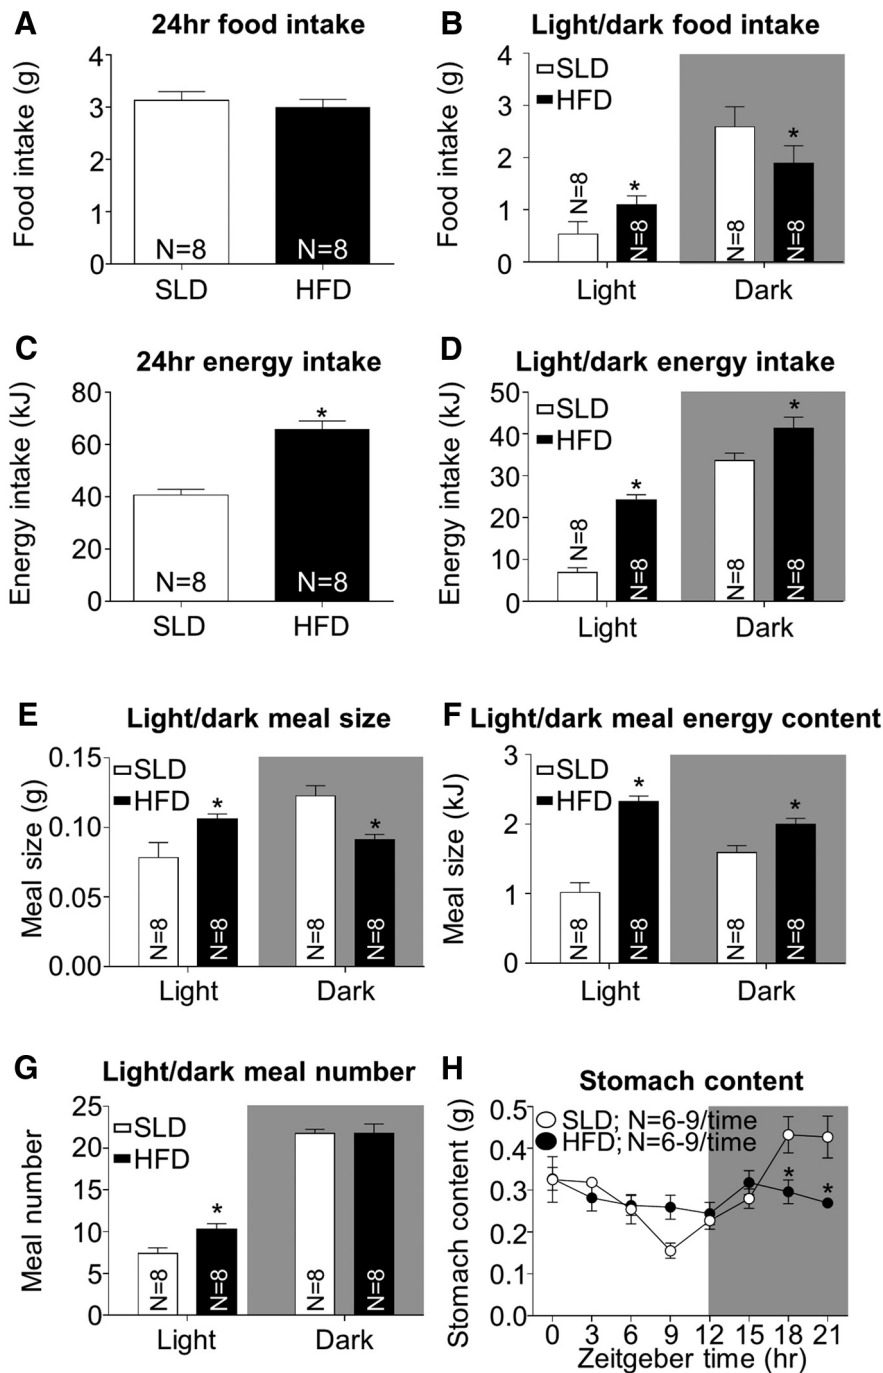 A
24hr food intake
Food intake (g)
4
3
2
1
0
N=8
N=8
SLD
HFD
B
Light/dark food intake
Food intake (g)
4
3
2
1
0
SLD
HFD
N=8
*
N=8
N=8
*
N=8
Light
Dark
C
24hr energy intake
Energy intake (kJ)
80
60
40
20
0
*
N=8
N=8
SLD
HFD
D
Light/dark energy intake
Energy intake (kJ)
50
40
30
20
10
0
SLD
HFD
N=8
*
N=8
N=8
*
N=8
Light
Dark
E
Light/dark meal size
Meal size (g)
0.15
0.10
0.05
0.00
SLD
HFD
N=8
*
N=8
N=8
*
N=8
Light
Dark
F
Light/dark meal energy content
Meal size (kJ)
3
2
1
0
SLD
HFD
N=8
*
N=8
N=8
*
N=8
Light
Dark
G
Light/dark meal number
Meal number
25
20
15
10
5
0
SLD
HFD
N=8
*
N=8
N=8
N=8
Light
Dark
H
Stomach content
Stomach content (g)
0.5
0.4
0.3
0.2
0.1
0.0
SLD; N=6-9/time
HFD; N=6-9/time
*
*
0 3 6 9 12 15 18 21
Zeitgeber time (hr)